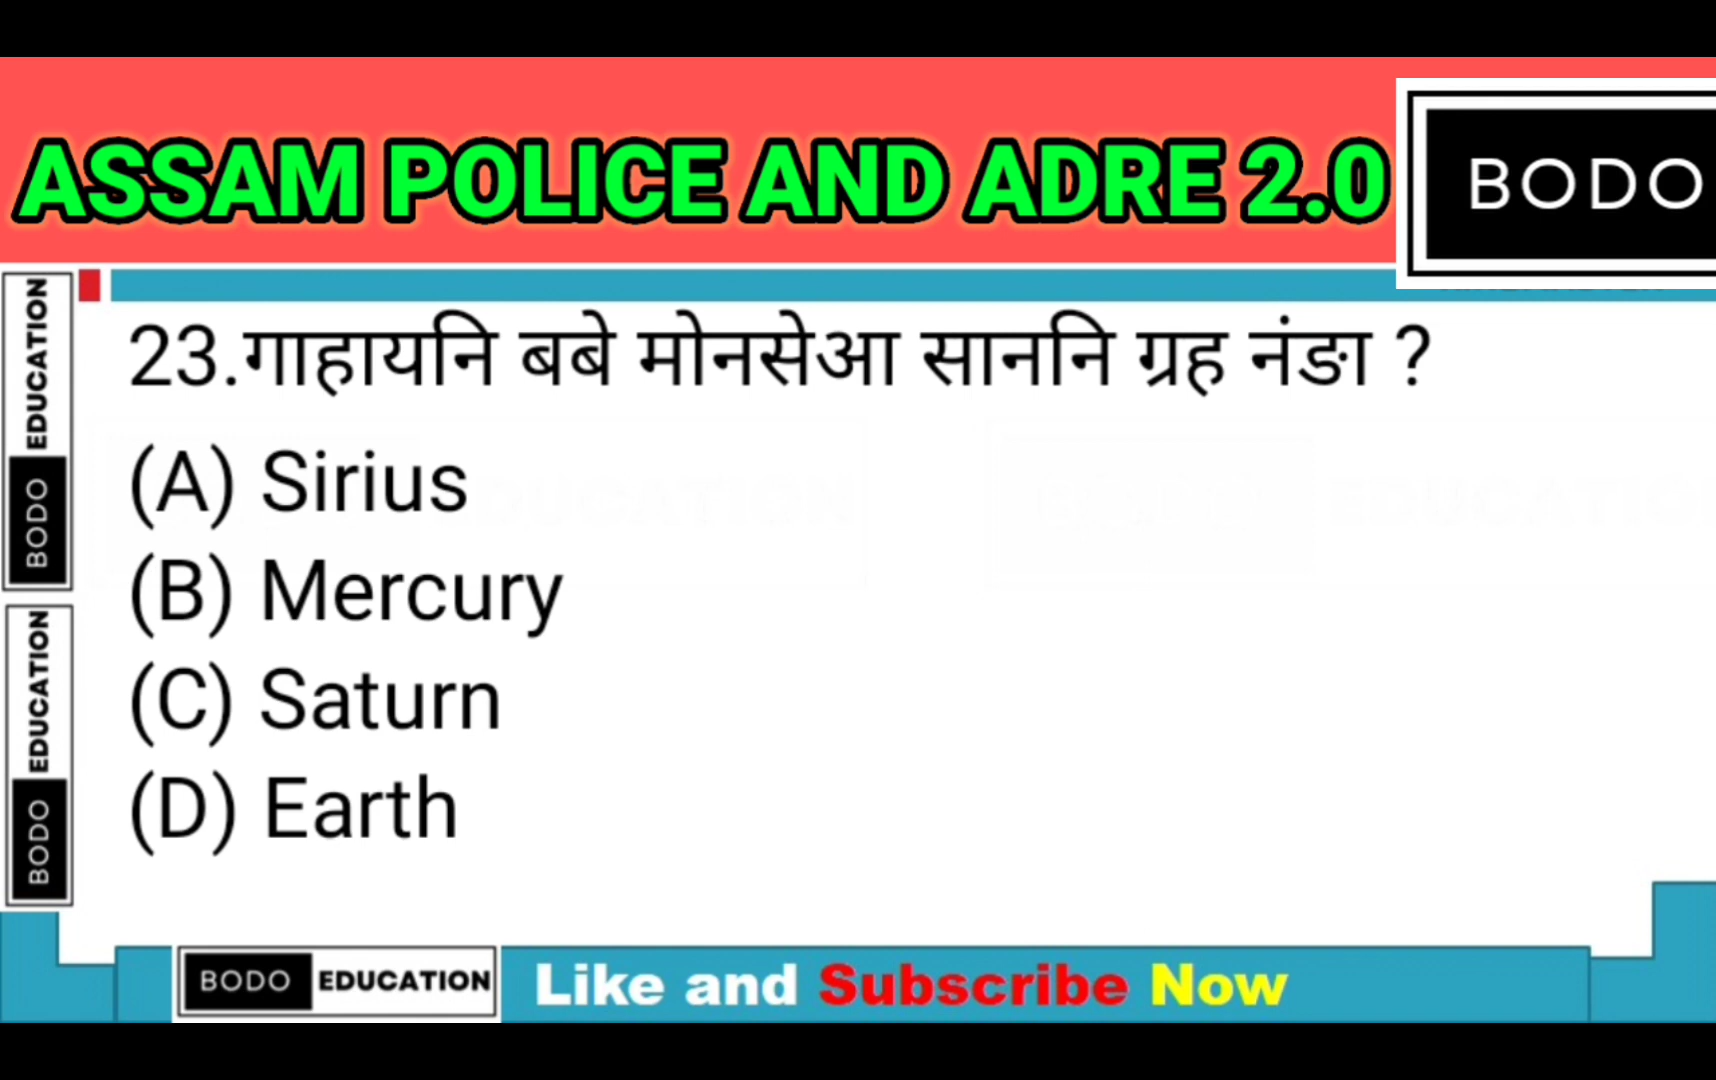 ASSAM POLICE AND ADRE 2.0
BODO
23.गाहायनि बबे मोनसेआ साननि ग्रह नंङा ?
(A) Sirius
(B) Mercury
(C) Saturn
(D) Earth
BODO EDUCATION
BODO EDUCATION
BODO EDUCATION
Like and Subscribe Now